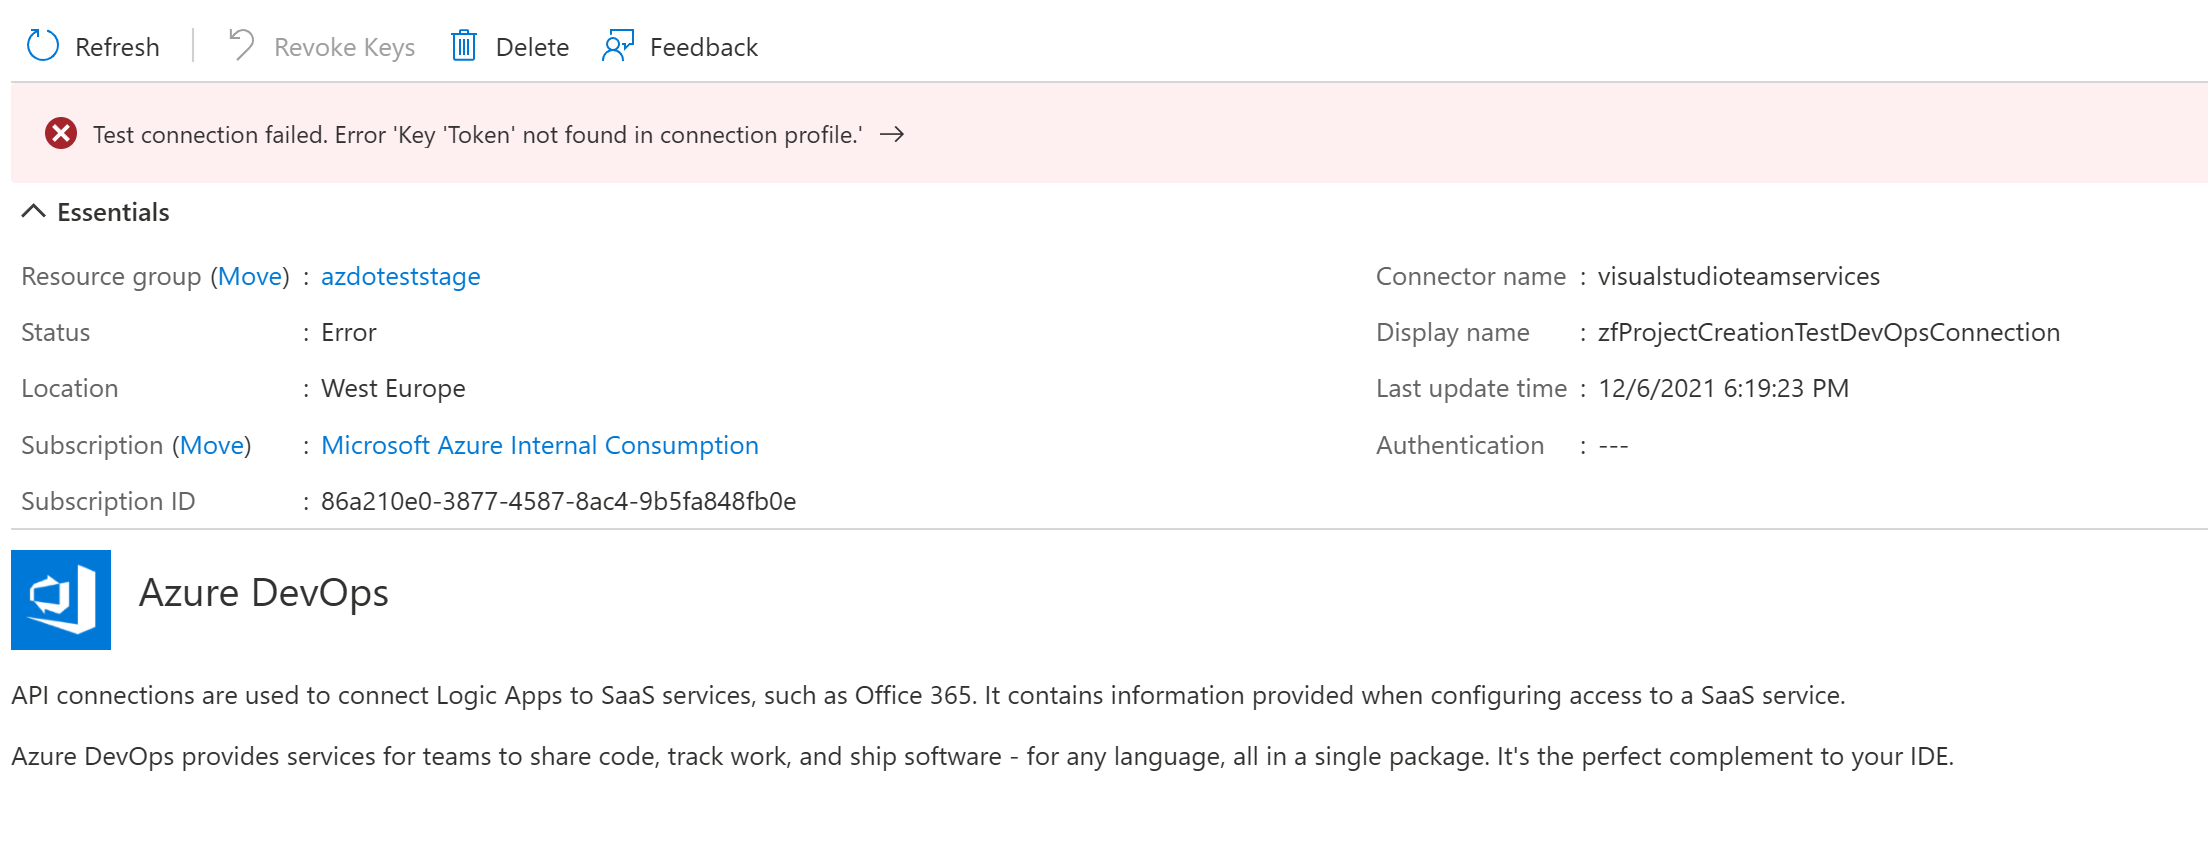 Refresh Revoke Keys Delete Feedback
Test connection failed. Error 'Key 'Token' not found in connection profile.' →
Essentials
Resource group (Move) : azdoteststage
Status : Error
Location : West Europe
Subscription (Move) : Microsoft Azure Internal Consumption
Subscription ID : 86a210e0-3877-4587-8ac4-9b5fa848fb0e
Connector name : visualstudioteamservices
Display name : zfProjectCreationTestDevOpsConnection
Last update time : 12/6/2021 6:19:23 PM
Authentication : ---
Azure DevOps
API connections are used to connect Logic Apps to SaaS services, such as Office 365. It contains information provided when configuring access to a SaaS service.
Azure DevOps provides services for teams to share code, track work, and ship software - for any language, all in a single package. It's the perfect complement to your IDE.